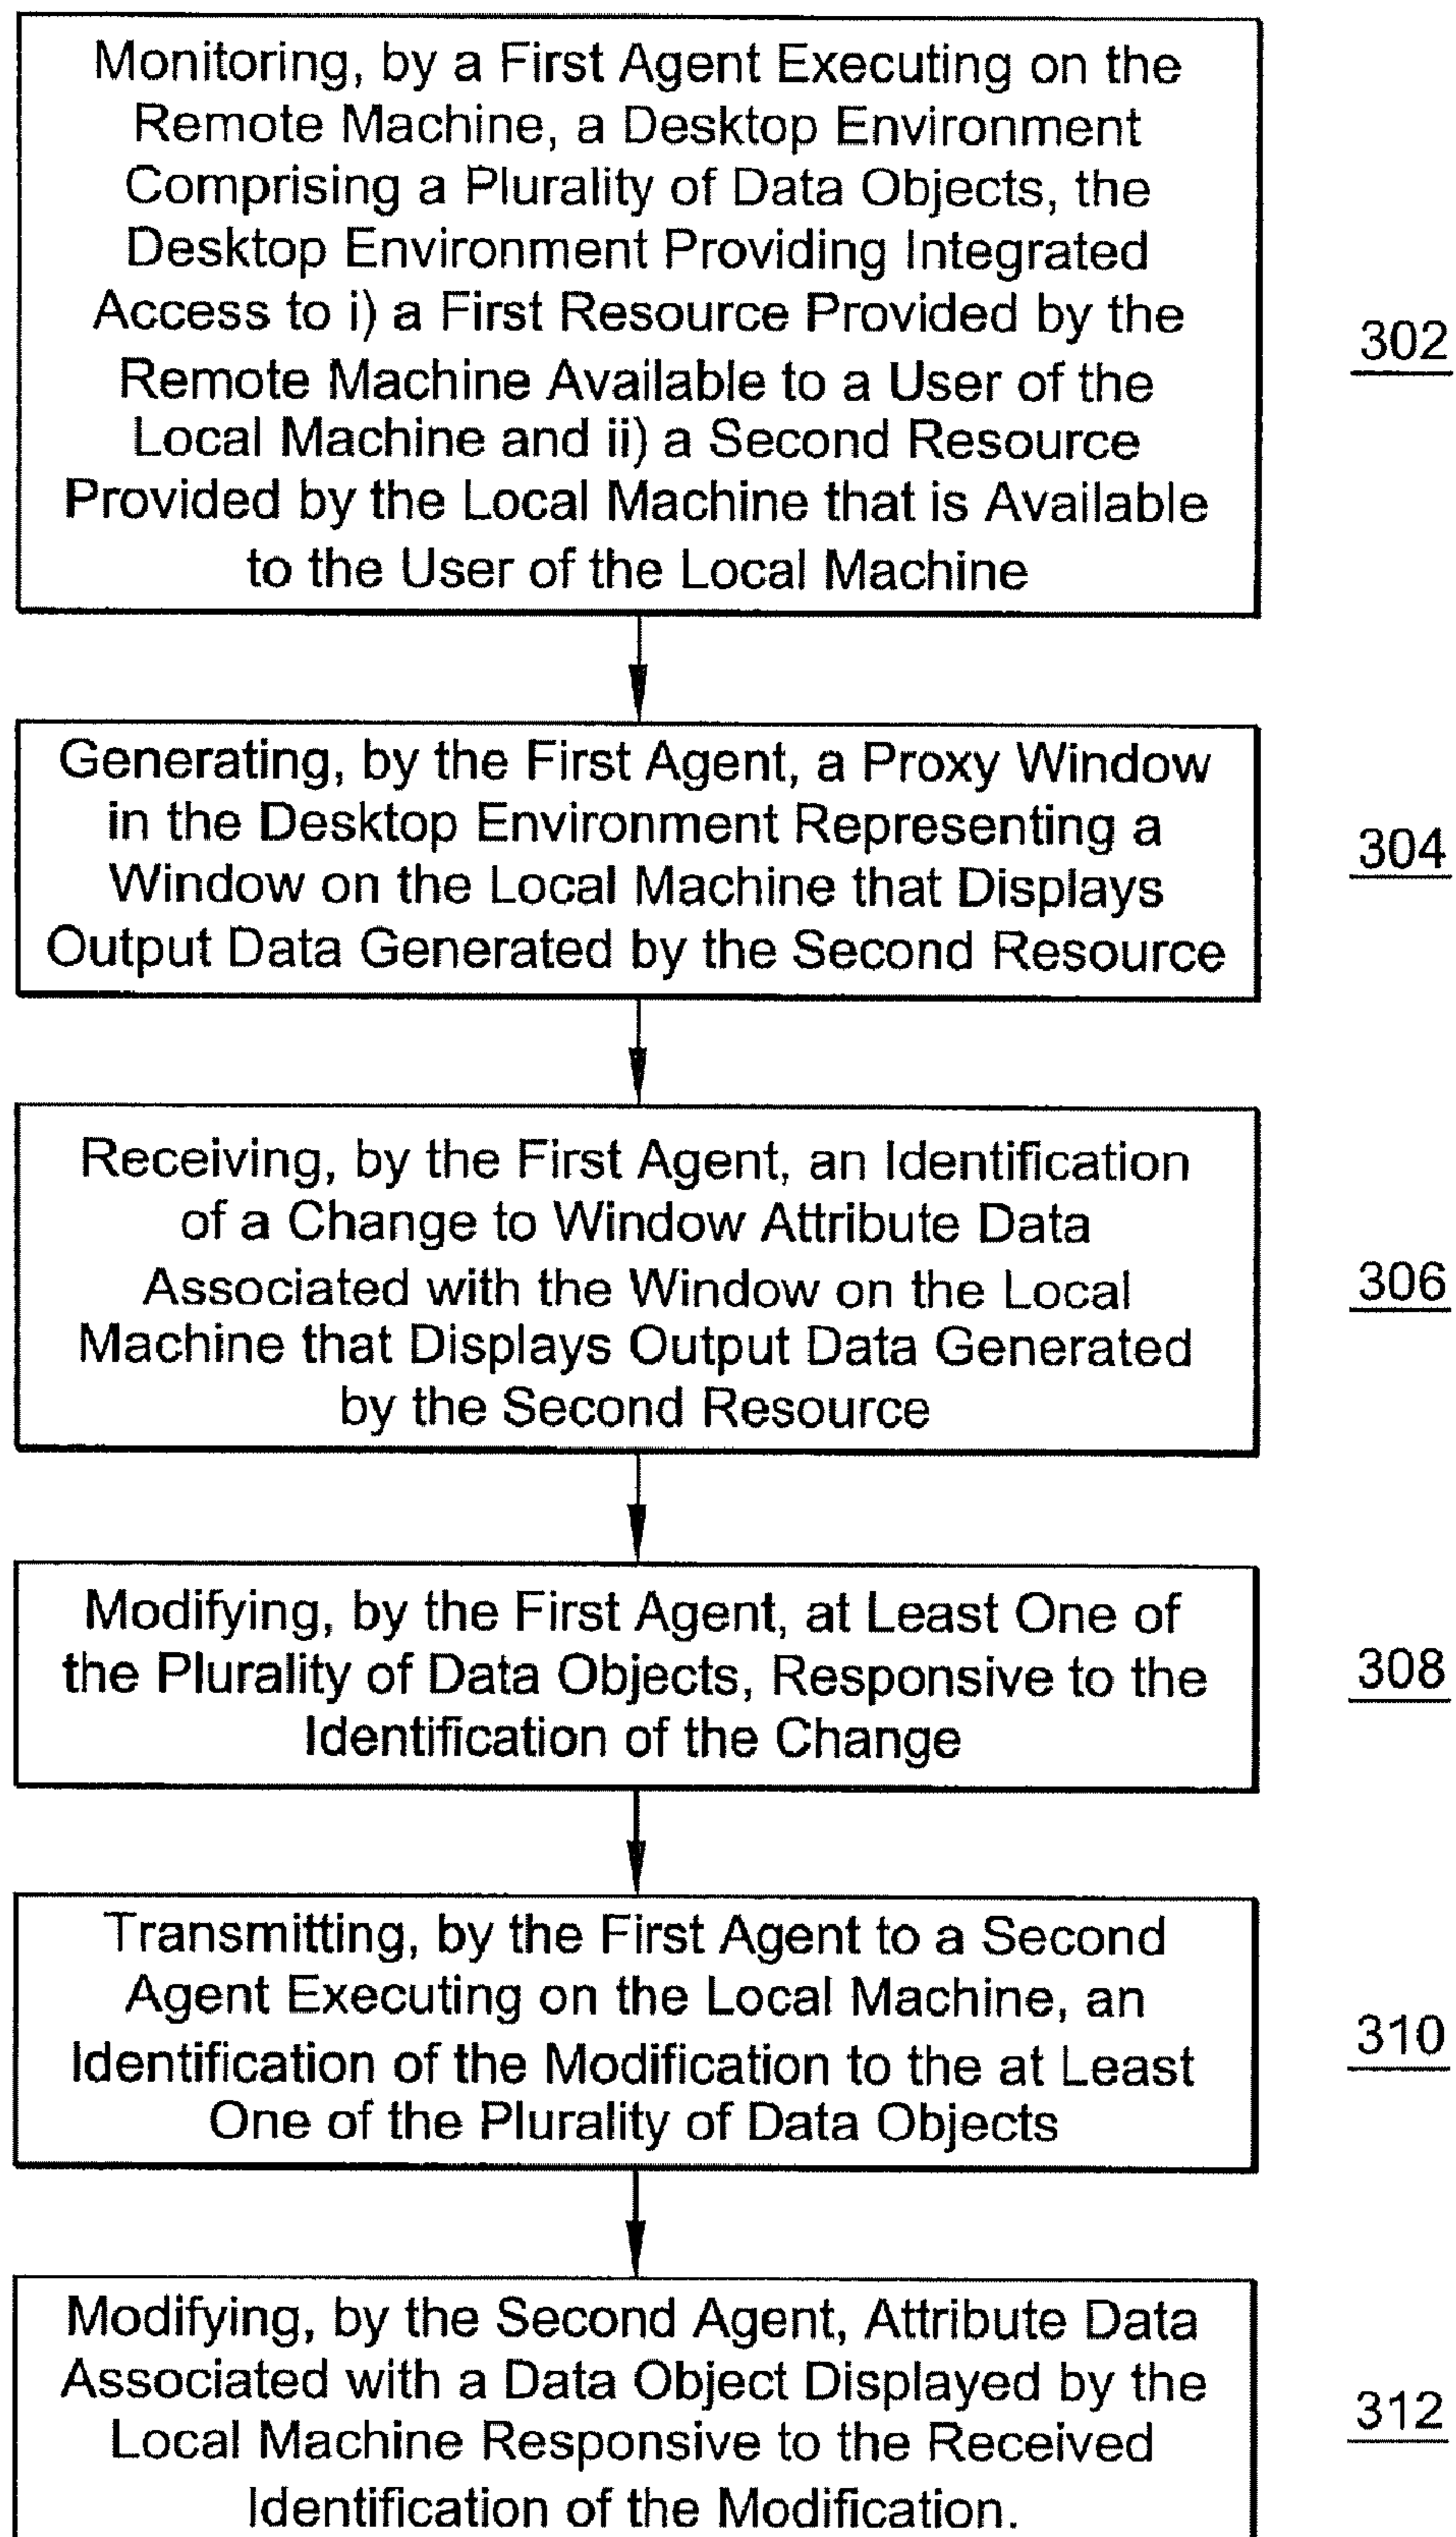 Monitoring, by a First Agent Executing on the
Remote Machine, a Desktop Environment
Comprising a Plurality of Data Objects, the
Desktop Environment Providing Integrated
Access to i) a First Resource Provided by the
Remote Machine Available to a User of the
Local Machine and ii) a Second Resource
Provided by the Local Machine that is Available
to the User of the Local Machine
302
Generating, by the First Agent, a Proxy Window
in the Desktop Environment Representing a
Window on the Local Machine that Displays
Output Data Generated by the Second Resource
304
Receiving, by the First Agent, an Identification
of a Change to Window Attribute Data
Associated with the Window on the Local
Machine that Displays Output Data Generated
by the Second Resource
306
Modifying, by the First Agent, at Least One of
the Plurality of Data Objects, Responsive to the
Identification of the Change
308
Transmitting, by the First Agent to a Second
Agent Executing on the Local Machine, an
Identification of the Modification to the at Least
One of the Plurality of Data Objects
310
Modifying, by the Second Agent, Attribute Data
Associated with a Data Object Displayed by the
Local Machine Responsive to the Received
Identification of the Modification.
312